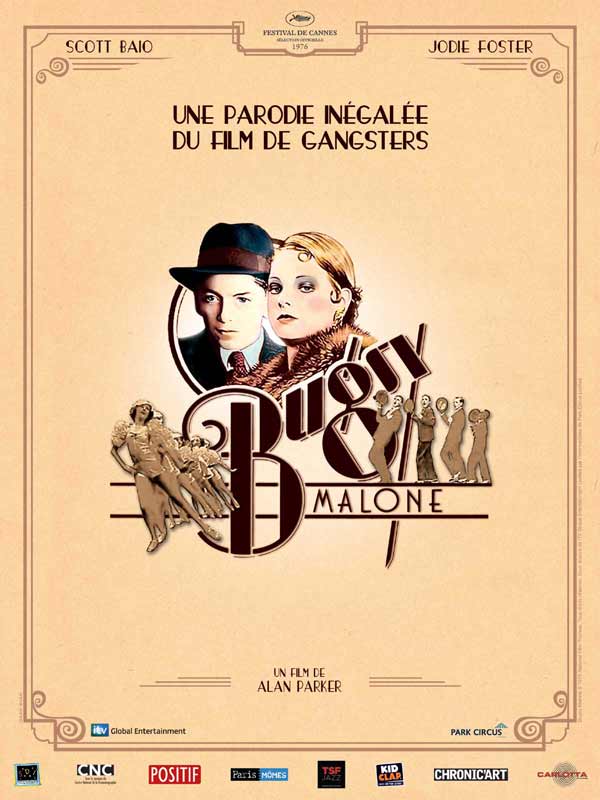 FESTIVAL DE CANNES
SÉLECTION OFFICIELLE
1976
SCOTT BAIO
JODIE FOSTER
UNE PARODIE INÉGALÉE
DU FILM DE GANGSTERS
Bugsy
MALONE
UN FILM DE
ALAN PARKER
itv Global Entertainment
PARK CIRCUS
CNC
POSITIF
Paris MÔMES
TSF
JAZZ
KID
CLAP
CHRONIC'ART
CARLOTTA